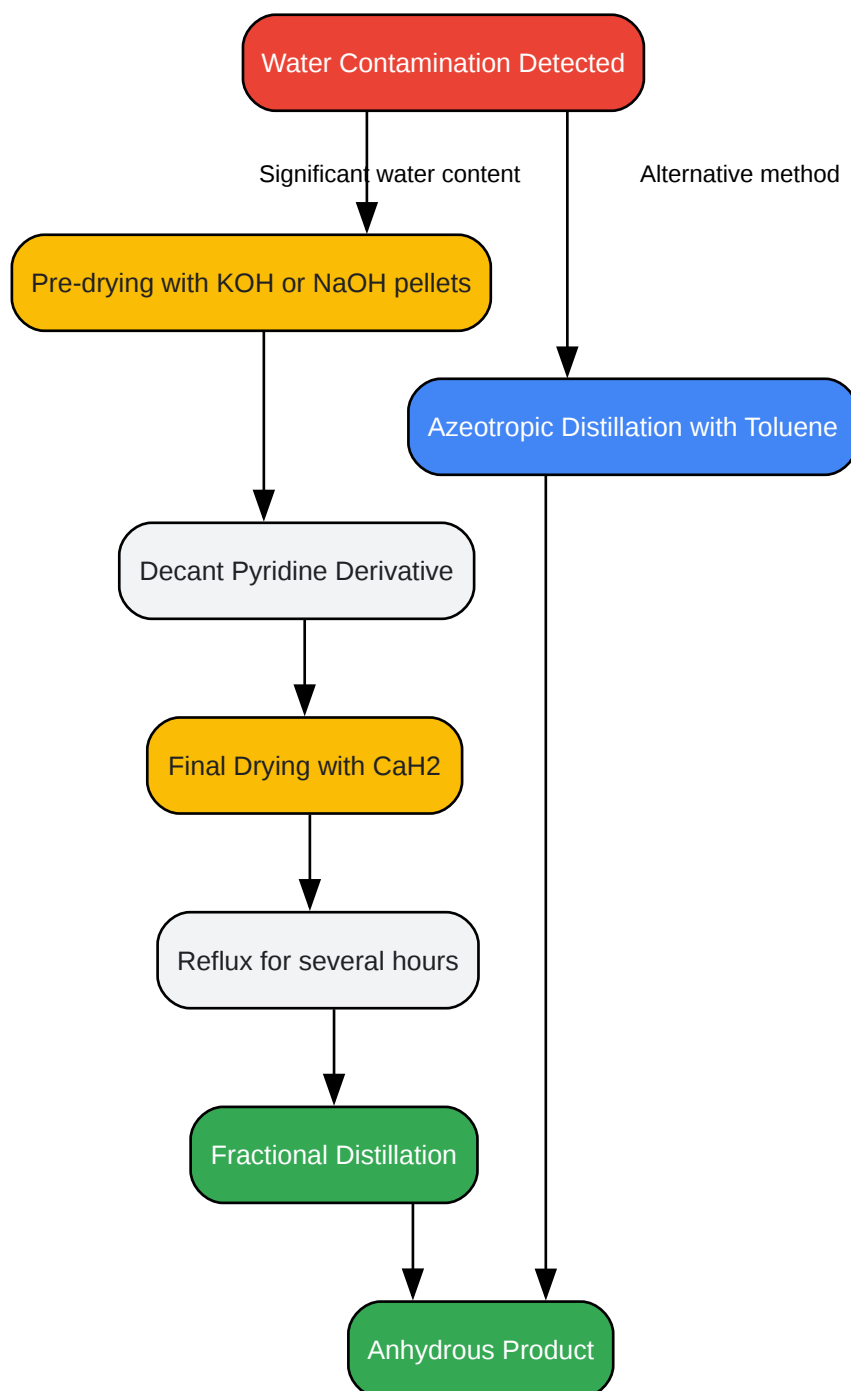 Water Contamination Detected
Significant water content
Alternative method
Pre-drying with KOH or NaOH pellets
Azeotropic Distillation with Toluene
Decant Pyridine Derivative
Final Drying with CaH2
Reflux for several hours
Fractional Distillation
Anhydrous Product